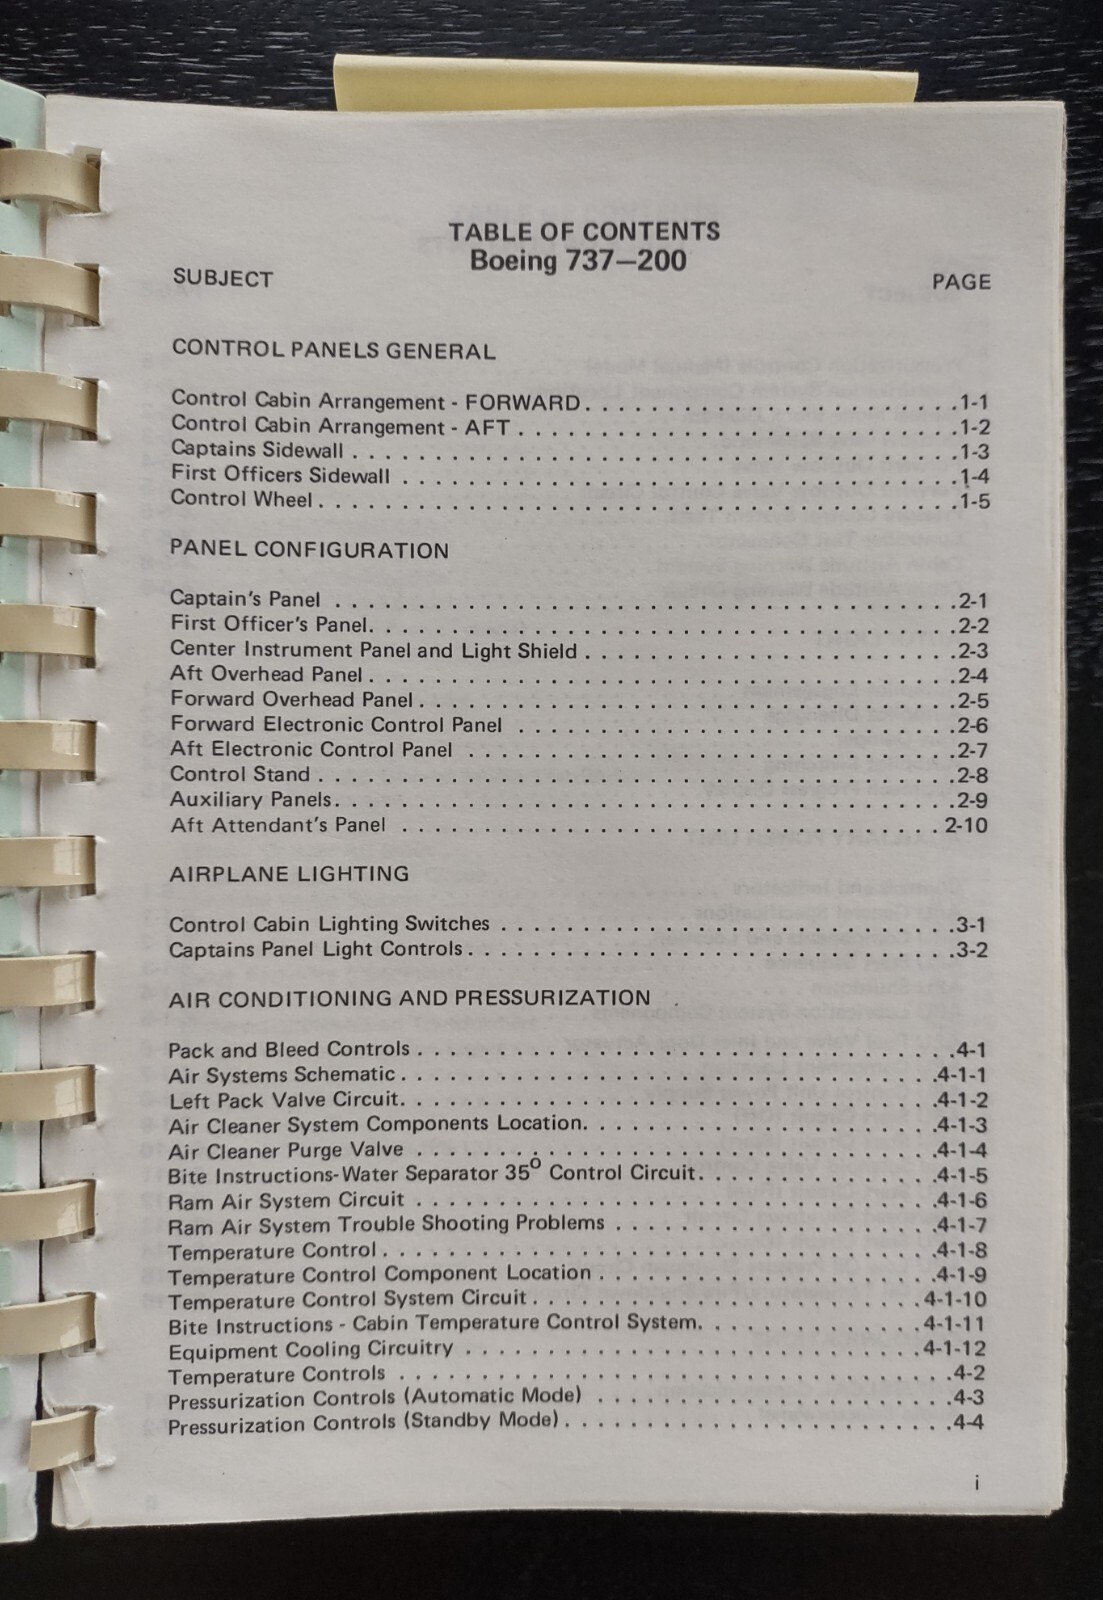 TABLE OF CONTENTS
Boeing 737—200
SUBJECT PAGE
CONTROL PANELS GENERAL
Control Cabin Arrangement - FORWARD. . . . . . . . . . . . . . . . . . . . . . . .1-1
Control Cabin Arrangement - AFT . . . . . . . . . . . . . . . . . . . . . . . . . . .1-2
Captains Sidewall . . . . . . . . . . . . . . . . . . . . . . . . . . . . . . . . . . . . .1-3
First Officers Sidewall . . . . . . . . . . . . . . . . . . . . . . . . . . . . . . . . . .1-4
Control Wheel. . . . . . . . . . . . . . . . . . . . . . . . . . . . . . . . . . . . . . .1-5
PANEL CONFIGURATION
Captain's Panel . . . . . . . . . . . . . . . . . . . . . . . . . . . . . . . . . . . . . .2-1
First Officer's Panel. . . . . . . . . . . . . . . . . . . . . . . . . . . . . . . . . . . .2-2
Center Instrument Panel and Light Shield . . . . . . . . . . . . . . . . . . . . . . .2-3
Aft Overhead Panel . . . . . . . . . . . . . . . . . . . . . . . . . . . . . . . . . . . .2-4
Forward Overhead Panel . . . . . . . . . . . . . . . . . . . . . . . . . . . . . . . . .2-5
Forward Electronic Control Panel . . . . . . . . . . . . . . . . . . . . . . . . . . .2-6
Aft Electronic Control Panel . . . . . . . . . . . . . . . . . . . . . . . . . . . . . .2-7
Control Stand . . . . . . . . . . . . . . . . . . . . . . . . . . . . . . . . . . . . . . .2-8
Auxiliary Panels. . . . . . . . . . . . . . . . . . . . . . . . . . . . . . . . . . . . . .2-9
Aft Attendant's Panel . . . . . . . . . . . . . . . . . . . . . . . . . . . . . . . . . 2-10
AIRPLANE LIGHTING
Control Cabin Lighting Switches . . . . . . . . . . . . . . . . . . . . . . . . . . . .3-1
Captains Panel Light Controls. . . . . . . . . . . . . . . . . . . . . . . . . . . . . .3-2
AIR CONDITIONING AND PRESSURIZATION
Pack and Bleed Controls . . . . . . . . . . . . . . . . . . . . . . . . . . . . . . . . .4-1
Air Systems Schematic. . . . . . . . . . . . . . . . . . . . . . . . . . . . . . . . .4-1-1
Left Pack Valve Circuit. . . . . . . . . . . . . . . . . . . . . . . . . . . . . . . . .4-1-2
Air Cleaner System Components Location. . . . . . . . . . . . . . . . . . . . . .4-1-3
Air Cleaner Purge Valve . . . . . . . . . . . . . . . . . . . . . . . . . . . . . . . .4-1-4
Bite Instructions-Water Separator 35° Control Circuit. . . . . . . . . . . . . . .4-1-5
Ram Air System Circuit . . . . . . . . . . . . . . . . . . . . . . . . . . . . . . . .4-1-6
Ram Air System Trouble Shooting Problems . . . . . . . . . . . . . . . . . . . .4-1-7
Temperature Control. . . . . . . . . . . . . . . . . . . . . . . . . . . . . . . . . .4-1-8
Temperature Control Component Location . . . . . . . . . . . . . . . . . . . . .4-1-9
Temperature Control System Circuit. . . . . . . . . . . . . . . . . . . . . . . .4-1-10
Bite Instructions - Cabin Temperature Control System. . . . . . . . . . . . . .4-1-11
Equipment Cooling Circuitry . . . . . . . . . . . . . . . . . . . . . . . . . . . .4-1-12
Temperature Controls . . . . . . . . . . . . . . . . . . . . . . . . . . . . . . . . . .4-2
Pressurization Controls (Automatic Mode) . . . . . . . . . . . . . . . . . . . . . .4-3
Pressurization Controls (Standby Mode). . . . . . . . . . . . . . . . . . . . . . . .4-4
i